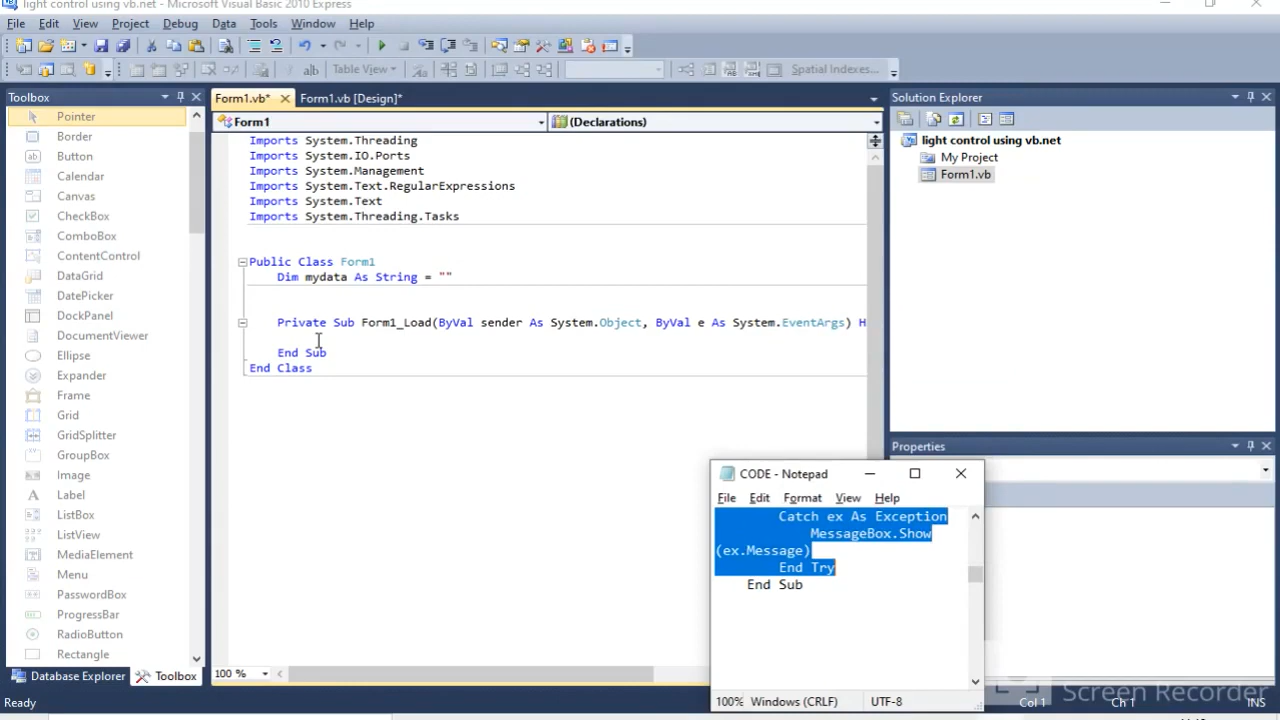 light control using vb.net - Microsoft Visual Basic 2010 Express
File Edit View Project Debug Data Tools Window Help
Table View Spatial Indexes...
Toolbox
Form1.vb* Form1.vb [Design]*
Solution Explorer
Form1 (Declarations)
Pointer
Border
Button
Calendar
Canvas
CheckBox
ComboBox
ContentControl
DataGrid
DatePicker
DockPanel
DocumentViewer
Ellipse
Expander
Frame
Grid
GridSplitter
GroupBox
Image
Label
ListBox
ListView
MediaElement
Menu
PasswordBox
ProgressBar
RadioButton
Rectangle
Database Explorer Toolbox
Imports System.Threading
Imports System.IO.Ports
Imports System.Management
Imports System.Text.RegularExpressions
Imports System.Text
Imports System.Threading.Tasks
Public Class Form1
Dim mydata As String = ""
Private Sub Form1_Load(ByVal sender As System.Object, ByVal e As System.EventArgs) H
End Sub
End Class
100 %
light control using vb.net
My Project
Form1.vb
Properties
CODE - Notepad
File Edit Format View Help
Catch ex As Exception
MessageBox.Show
(ex.Message)
End Try
End Sub
100% Windows (CRLF) UTF-8
Screen Recorder
Ready Col 1 Ch 1 INS